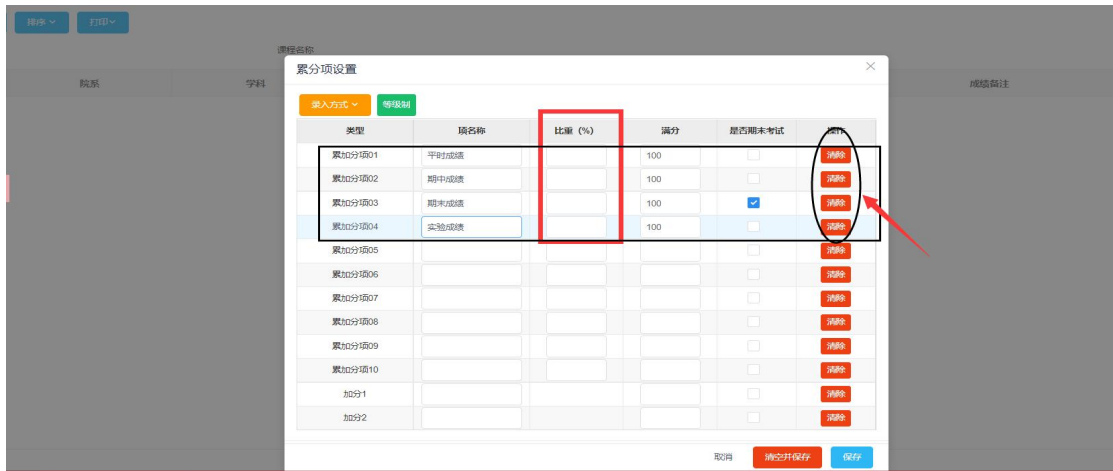 排序 打印
课程名称
院系 学科 成绩备注
累分项设置
录入方式 等级制
类型 项名称 比重（%） 满分 是否期末考试 操作
累加分项01 平时成绩 100 清除
累加分项02 期中成绩 100 清除
累加分项03 期末成绩 100 清除
累加分项04 实验成绩 100 清除
累加分项05 清除
累加分项06 清除
累加分项07 清除
累加分项08 清除
累加分项09 清除
累加分项10 清除
加分1 清除
加分2 清除
取消 清空并保存 保存